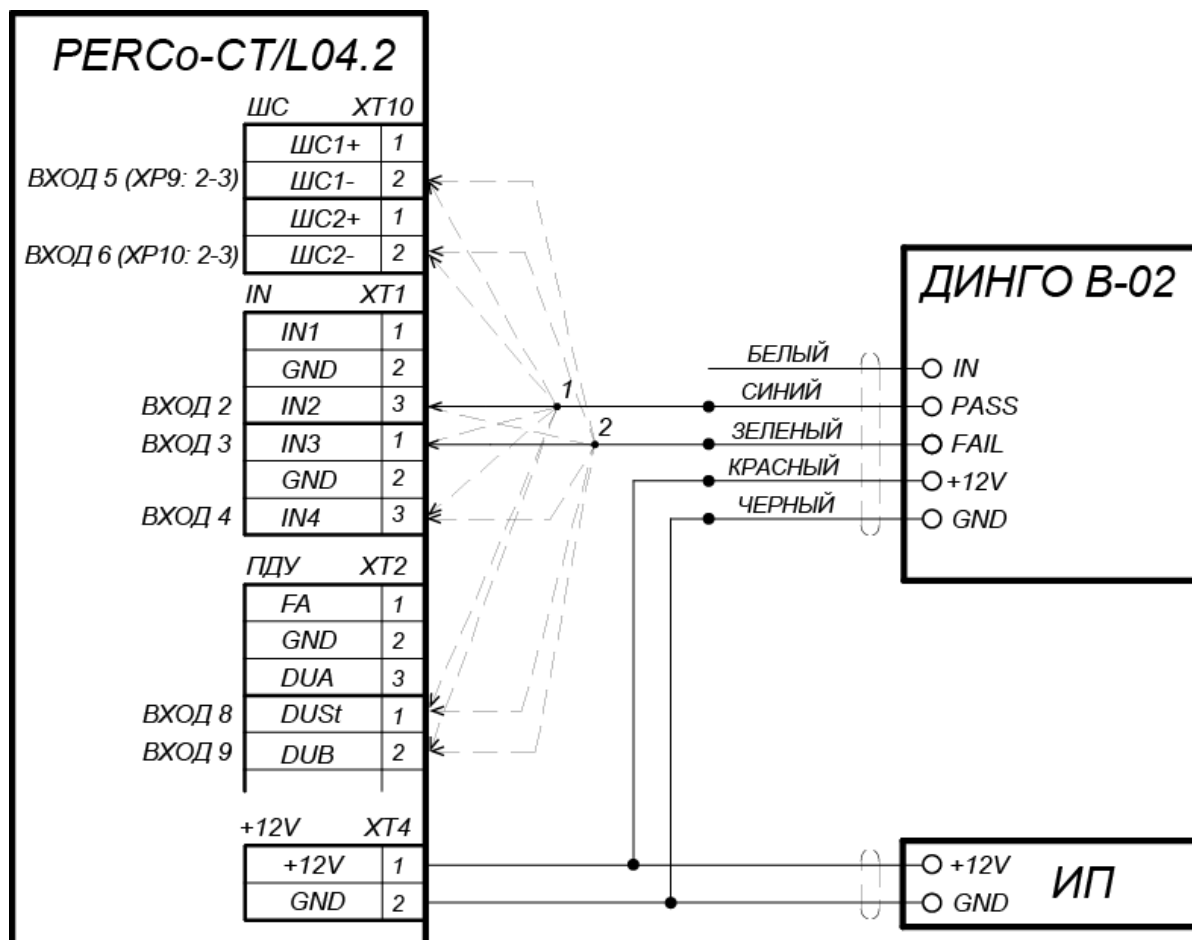 PERCo-CT/L04.2
ШС XT10
ШС1+ 1
ВХОД 5 (XP9: 2-3) ШС1- 2
ШС2+ 1
ВХОД 6 (XP10: 2-3) ШС2- 2
IN XT1
IN1 1
GND 2
ВХОД 2 IN2 3
ВХОД 3 IN3 1
GND 2
ВХОД 4 IN4 3
ПДУ XT2
FA 1
GND 2
DUA 3
ВХОД 8 DUSt 1
ВХОД 9 DUB 2
+12V XT4
+12V 1
GND 2
1
2
БЕЛЫЙ
СИНИЙ
ЗЕЛЕНЫЙ
КРАСНЫЙ
ЧЕРНЫЙ
ДИНГО В-02
IN
PASS
FAIL
+12V
GND
+12V
GND
ИП